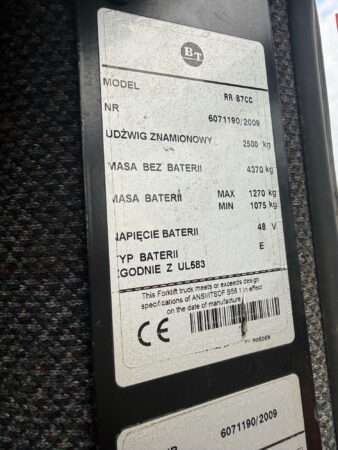 BT
MODEL RR B7CC
NR 6071190/2009
UDŹWIG ZNAMIONOWY 2500 kg
MASA BEZ BATERII 4370 kg
MASA BATERII MAX 1270 kg
MIN 1075 kg
NAPIĘCIE BATERII 48 V
TYP BATERII E
ZGODNIE Z UL583
This Forklift truck meets or exceeds design
specifications of ANSI/ITSDF B56.1 in effect
on the date of manufacture
CE
SWEDEN
6071190/2009